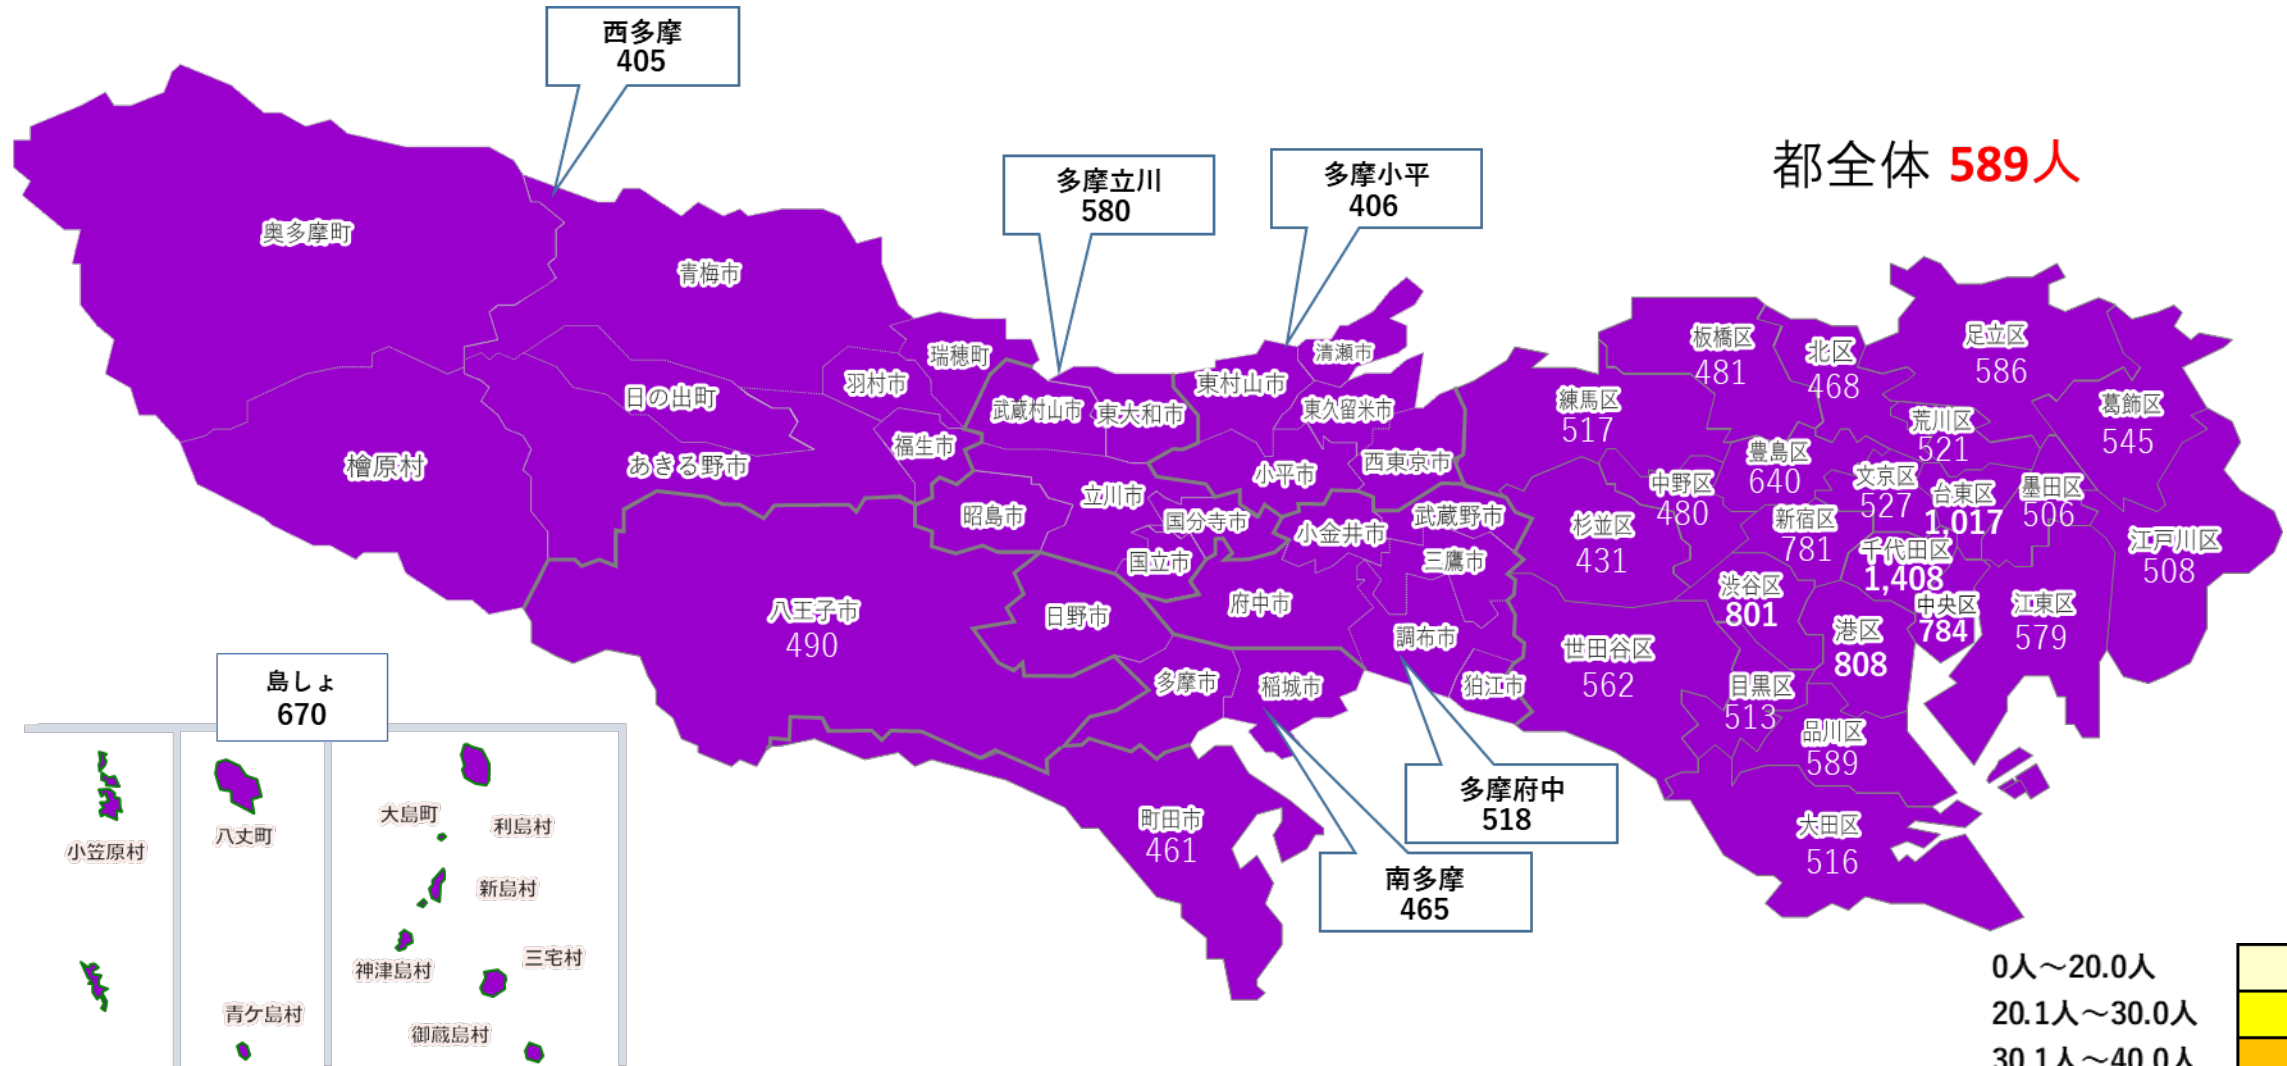 西多摩
405
多摩立川
580
多摩小平
406
都全体 589人
奥多摩町
青梅市
瑞穂町
羽村市
日の出町
福生市
あきる野市
檜原村
武蔵村山市
東大和市
東村山市
清瀬市
東久留米市
小平市
西東京市
立川市
昭島市
国分寺市
国立市
小金井市
武蔵野市
三鷹市
府中市
調布市
狛江市
八王子市
490
日野市
多摩市
稲城市
町田市
461
多摩府中
518
南多摩
465
板橋区
481
北区
468
足立区
586
葛飾区
545
練馬区
517
荒川区
521
豊島区
640
文京区
527
台東区
1,017
墨田区
506
中野区
480
杉並区
431
新宿区
781
千代田区
1,408
江戸川区
508
渋谷区
801
中央区
784
江東区
579
港区
808
世田谷区
562
目黒区
513
品川区
589
大田区
516
島しょ
670
小笠原村
八丈町
青ケ島村
大島町
利島村
新島村
神津島村
三宅村
御蔵島村
0人～20.0人
20.1人～30.0人
30.1人～40.0人